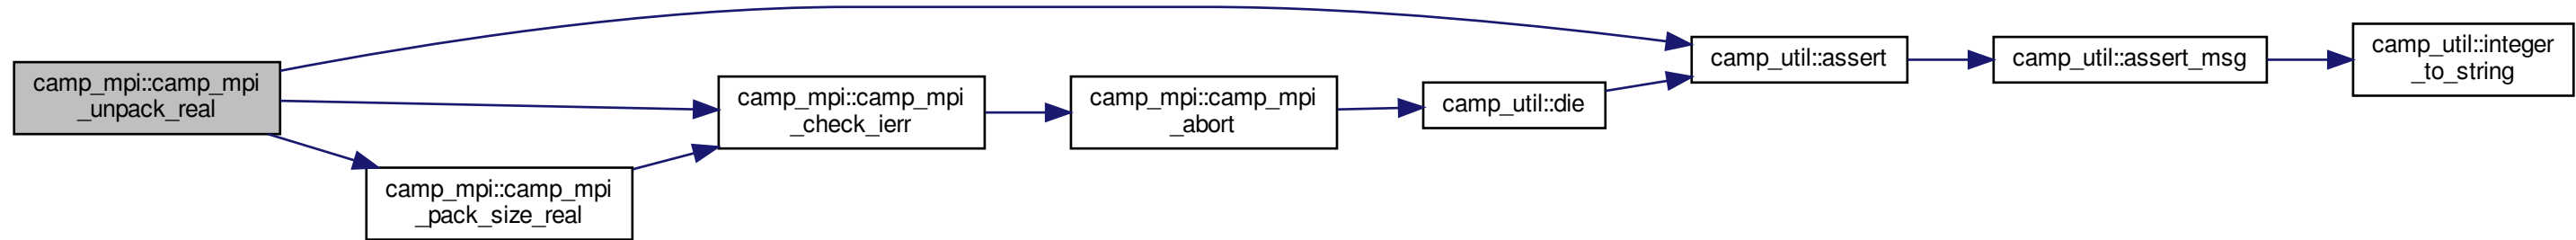 camp_mpi::camp_mpi
_unpack_real
camp_mpi::camp_mpi
_pack_size_real
camp_mpi::camp_mpi
_check_ierr
camp_mpi::camp_mpi
_abort
camp_util::die
camp_util::assert
camp_util::assert_msg
camp_util::integer
_to_string